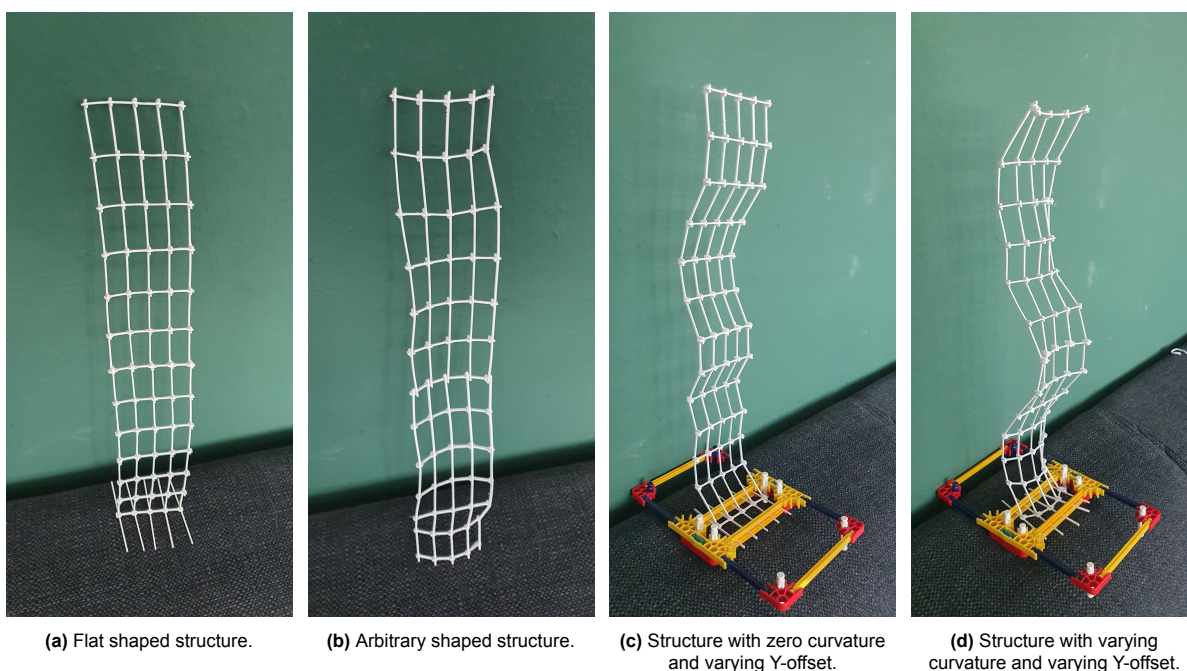 (a) Flat shaped structure.
(b) Arbitrary shaped structure.
(c) Structure with zero curvature
and varying Y-offset.
(d) Structure with varying
curvature and varying Y-offset.